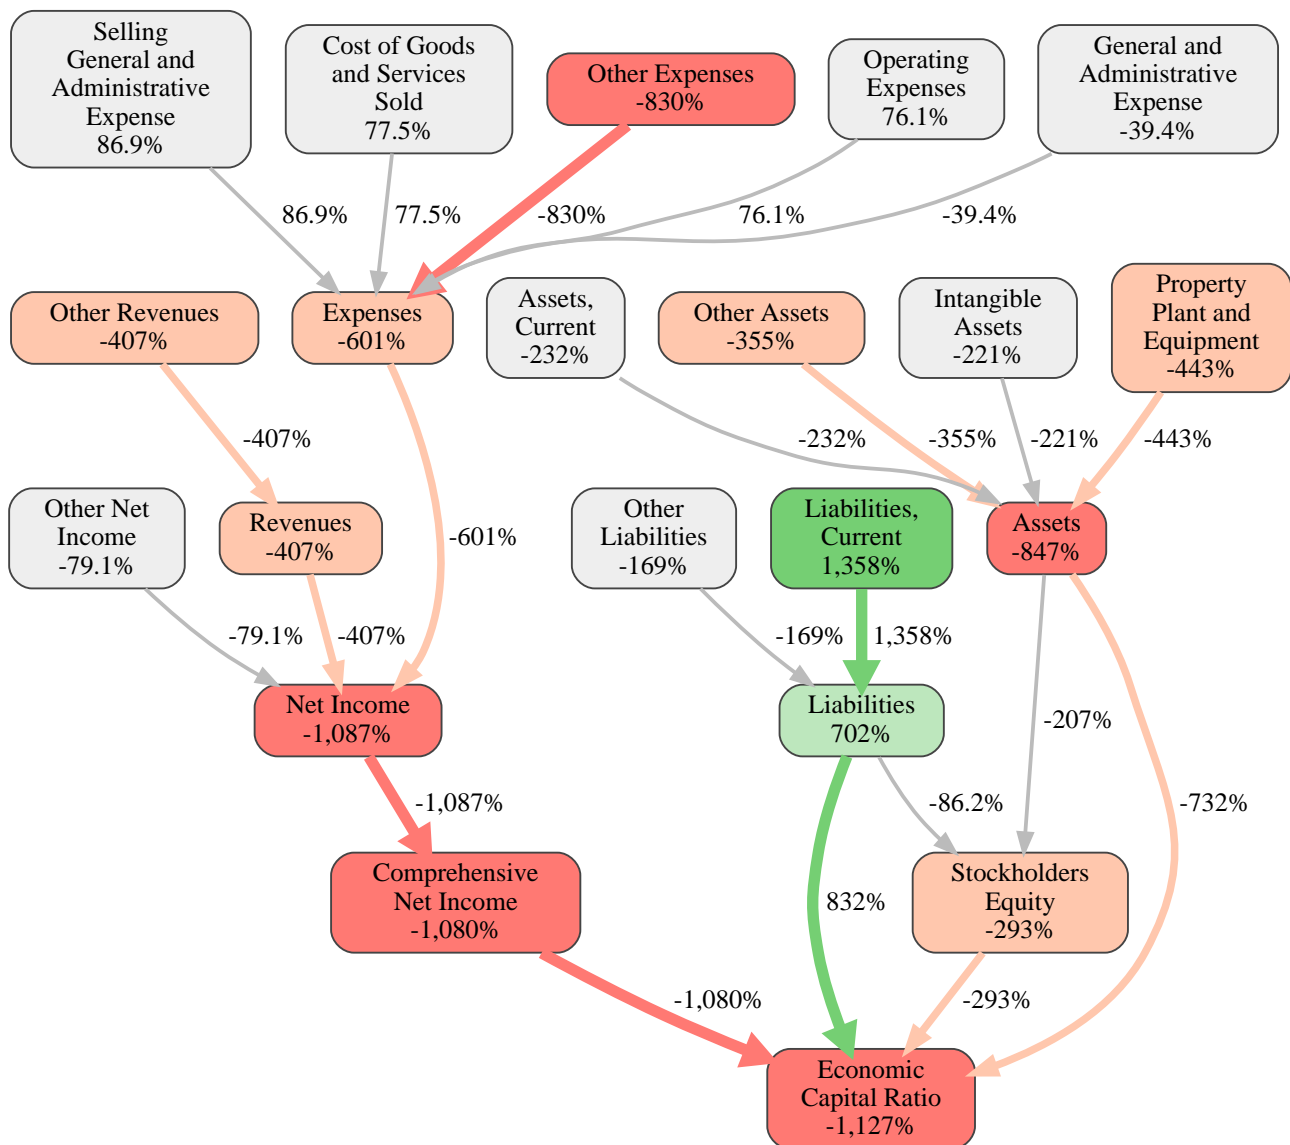 Selling
General and
Administrative
Expense
86.9%
Cost of Goods
and Services
Sold
77.5%
Other Expenses
-830%
Operating
Expenses
76.1%
General and
Administrative
Expense
-39.4%
86.9%
77.5%
-830%
76.1%
-39.4%
Other Revenues
-407%
Expenses
-601%
Assets,
Current
-232%
Other Assets
-355%
Intangible
Assets
-221%
Property
Plant and
Equipment
-443%
-407%
-232%
-355%
-221%
-443%
Other Net
Income
-79.1%
Revenues
-407%
-601%
Other
Liabilities
-169%
Liabilities,
Current
1,358%
Assets
-847%
-79.1%
-407%
-169%
1,358%
Net Income
-1,087%
Liabilities
702%
-207%
-1,087%
-86.2%
-732%
Comprehensive
Net Income
-1,080%
832%
Stockholders
Equity
-293%
-1,080%
-293%
Economic
Capital Ratio
-1,127%